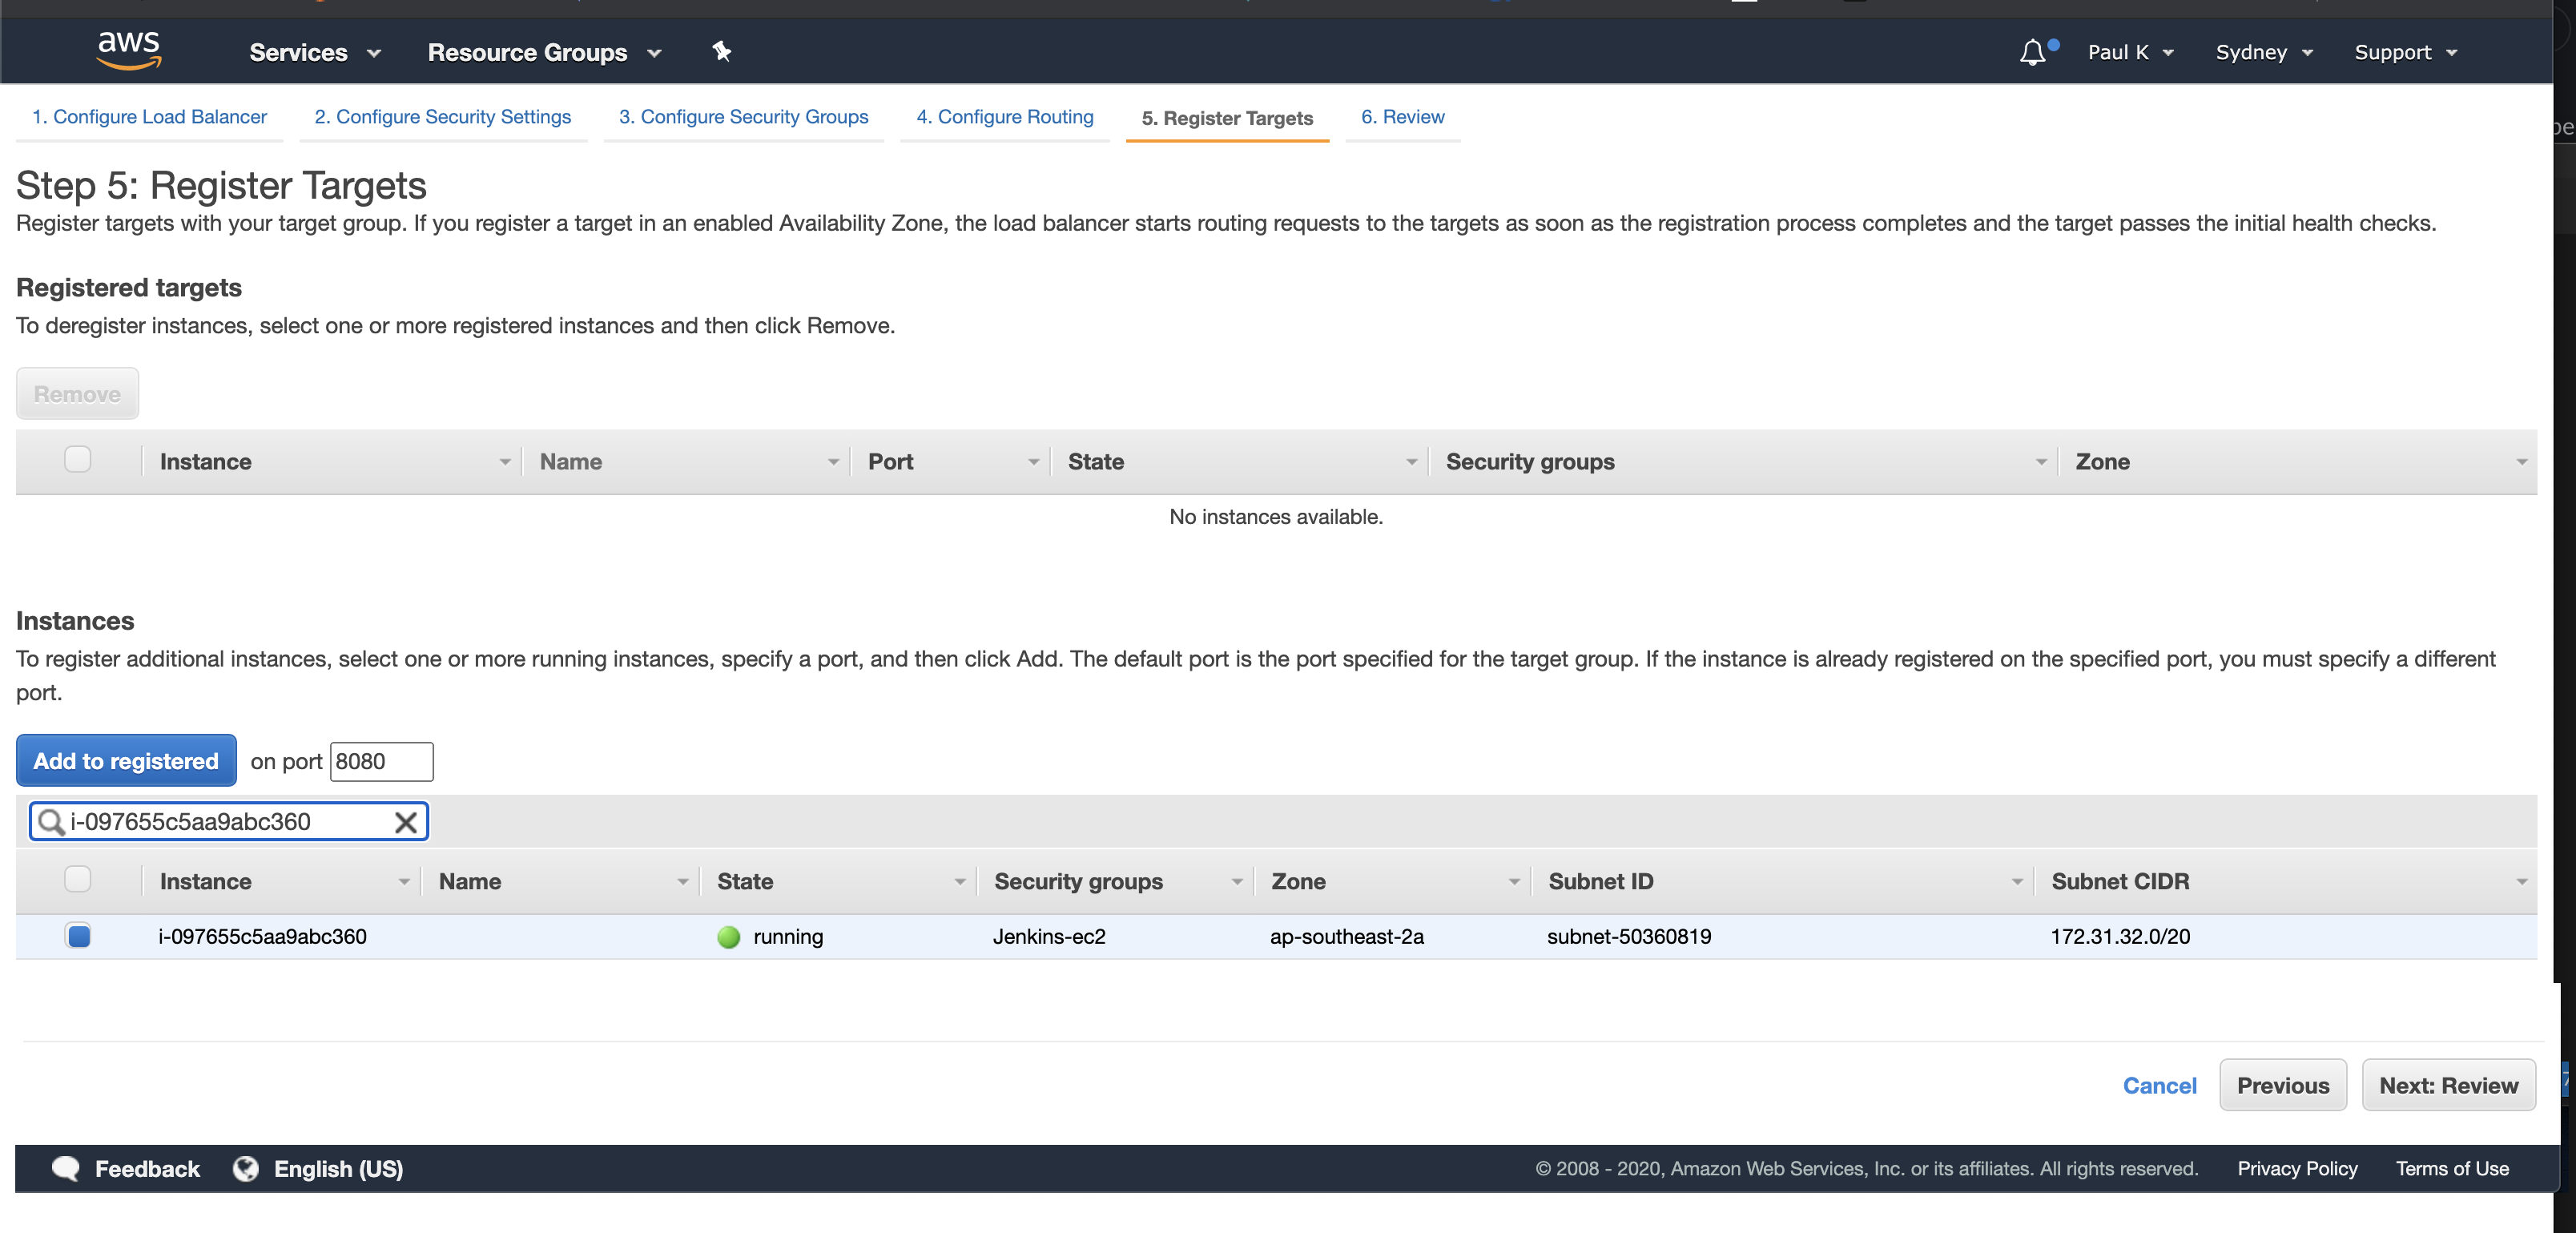 aws Services Resource Groups Paul K Sydney Support
1. Configure Load Balancer 2. Configure Security Settings 3. Configure Security Groups 4. Configure Routing 5. Register Targets 6. Review
Step 5: Register Targets
Register targets with your target group. If you register a target in an enabled Availability Zone, the load balancer starts routing requests to the targets as soon as the registration process completes and the target passes the initial health checks.
Registered targets
To deregister instances, select one or more registered instances and then click Remove.
Remove
Instance Name Port State Security groups Zone
No instances available.
Instances
To register additional instances, select one or more running instances, specify a port, and then click Add. The default port is the port specified for the target group. If the instance is already registered on the specified port, you must specify a different
port.
Add to registered on port 8080
i-097655c5aa9abc360
Instance Name State Security groups Zone Subnet ID Subnet CIDR
i-097655c5aa9abc360 running Jenkins-ec2 ap-southeast-2a subnet-50360819 172.31.32.0/20
Cancel Previous Next: Review
Feedback English (US) © 2008 - 2020, Amazon Web Services, Inc. or its affiliates. All rights reserved. Privacy Policy Terms of Use